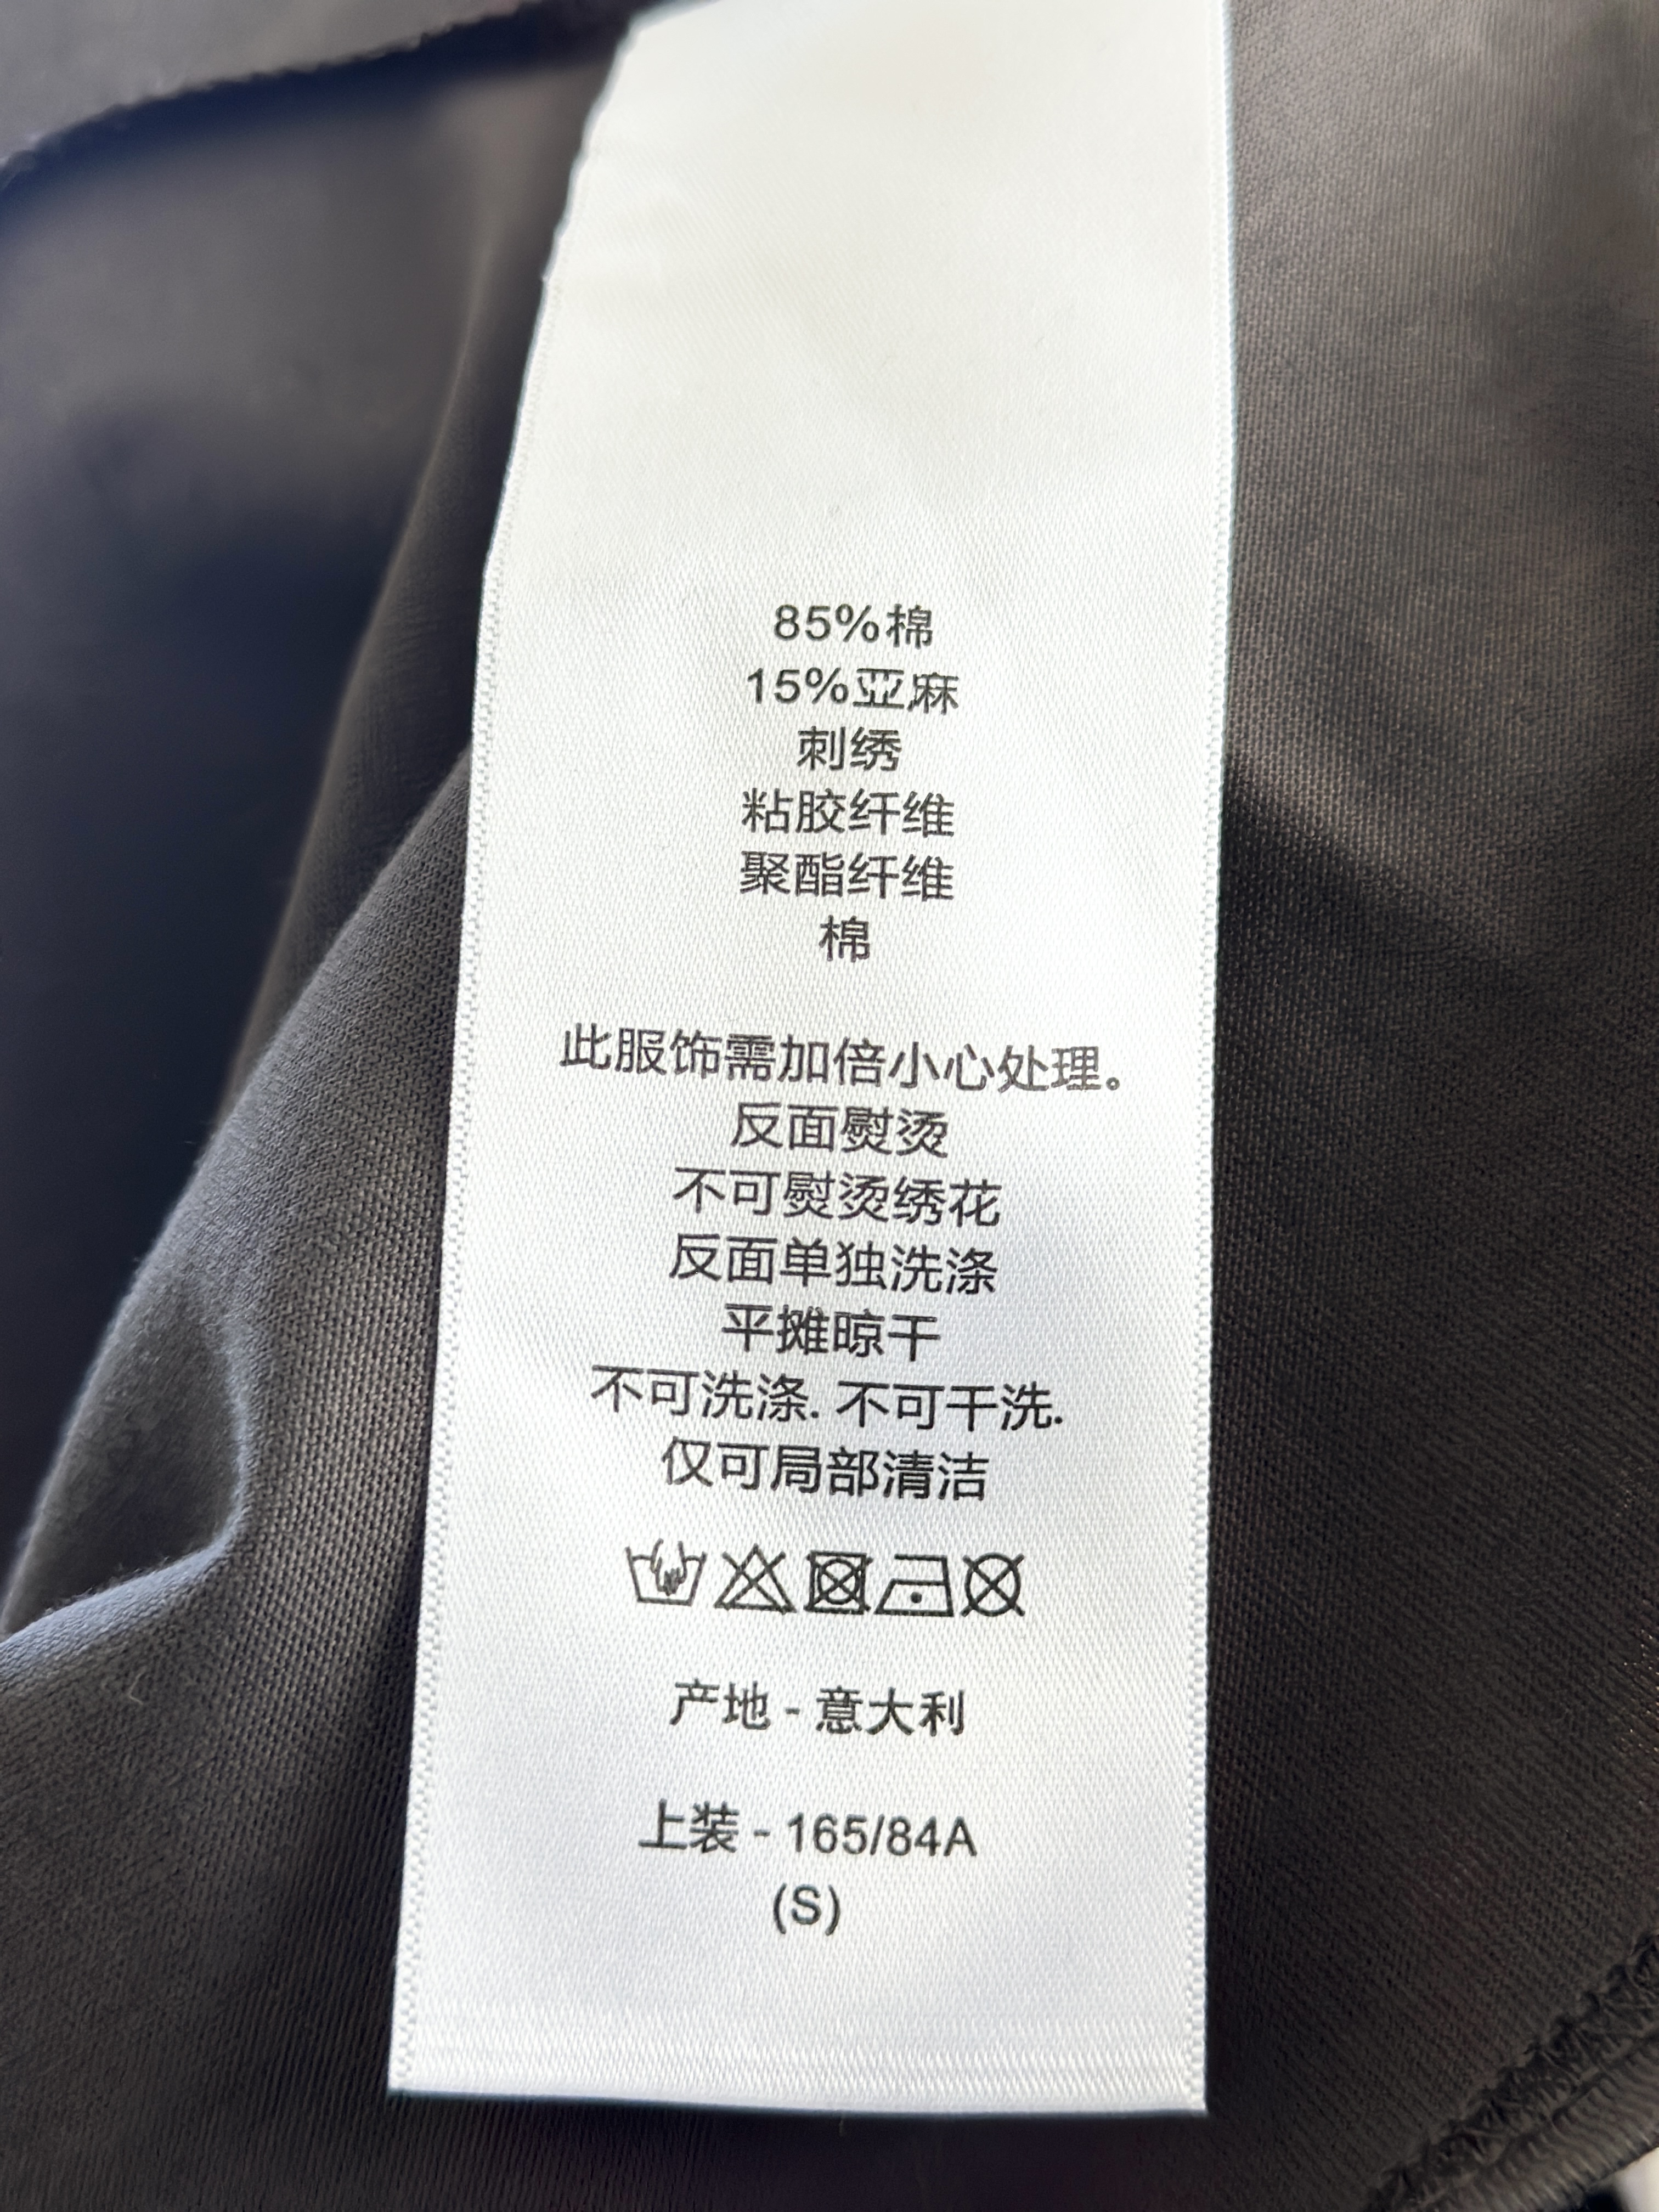 85%棉
15%亚麻
刺绣
粘胶纤维
聚酯纤维
棉
此服饰需加倍小心处理。
反面熨烫
不可熨烫绣花
反面单独洗涤
平摊晾干
不可洗涤. 不可干洗.
仅可局部清洁
产地 - 意大利
上装 - 165/84A
(S)